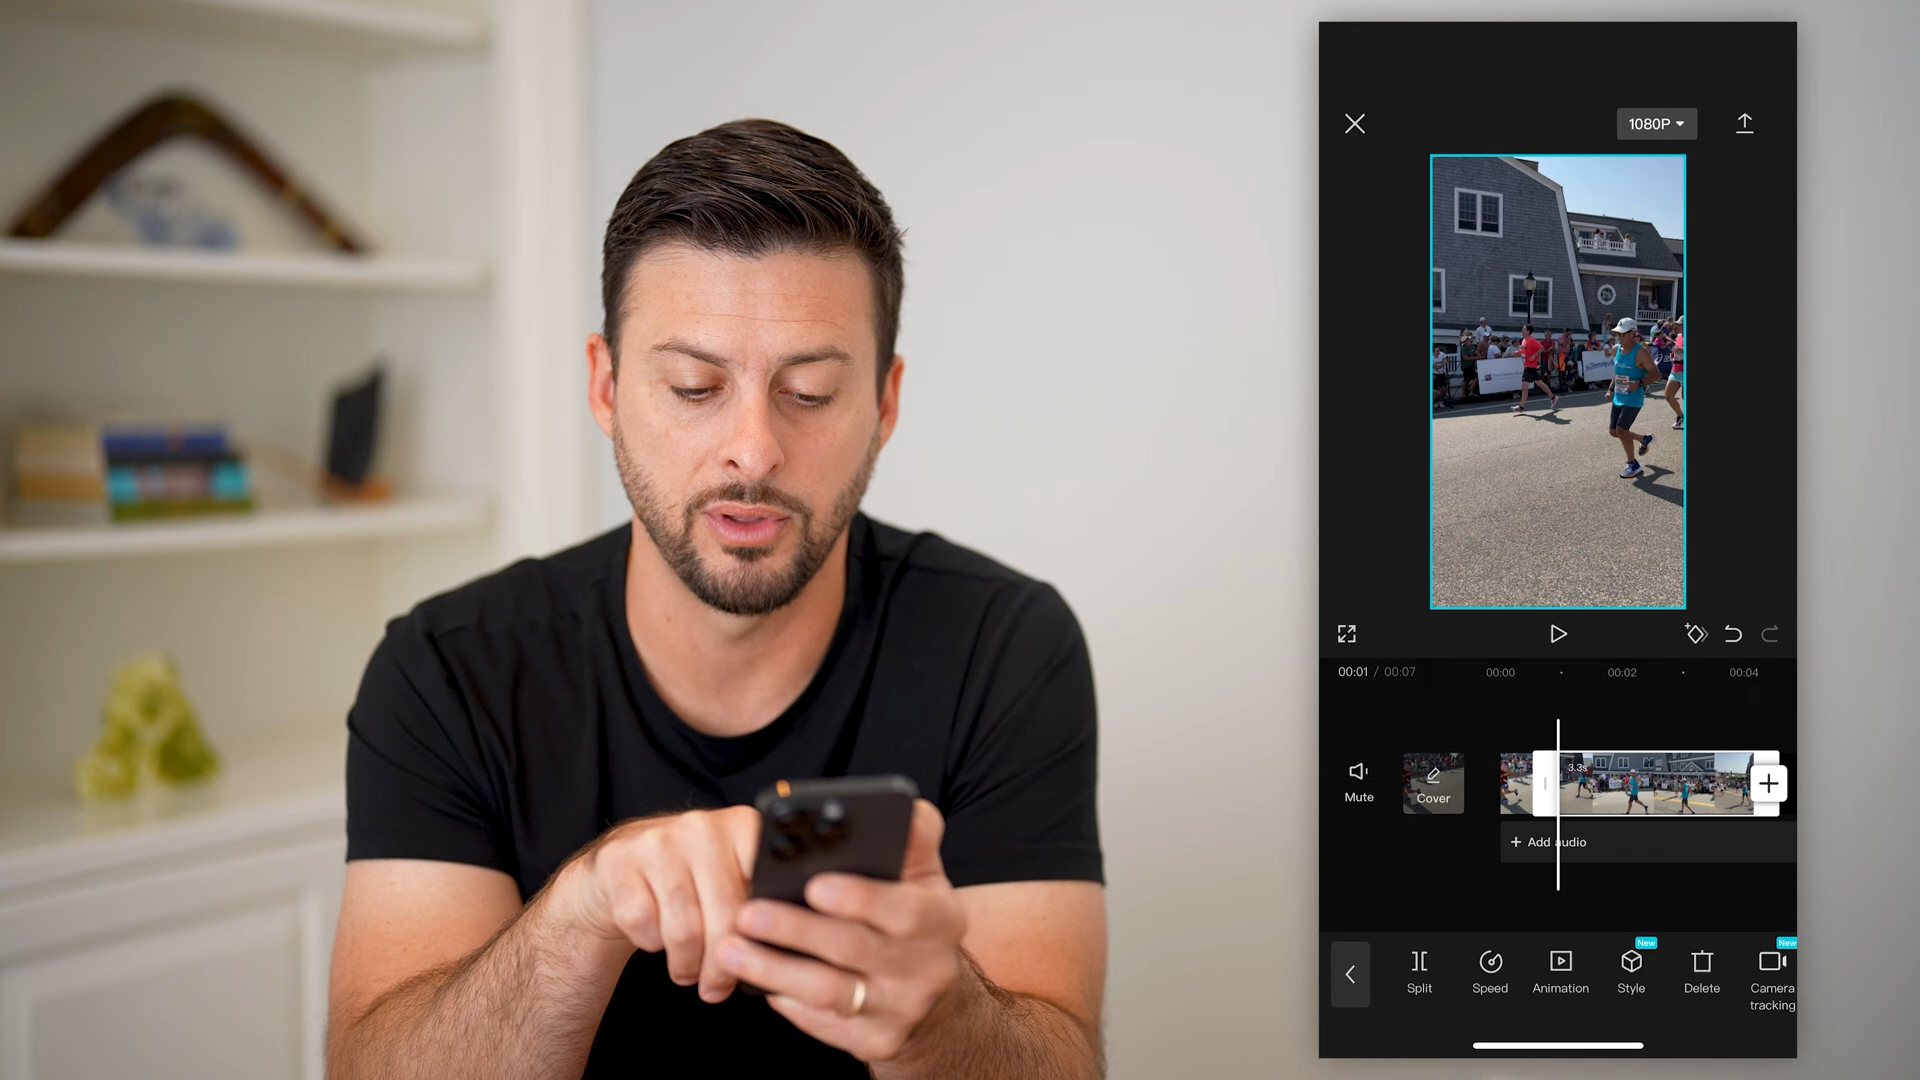 1080P
00:01 / 00:07
00:00
00:02
00:04
3.3s
Mute
Cover
+ Add audio
New
New
Split
Speed
Animation
Style
Delete
Camera
tracking